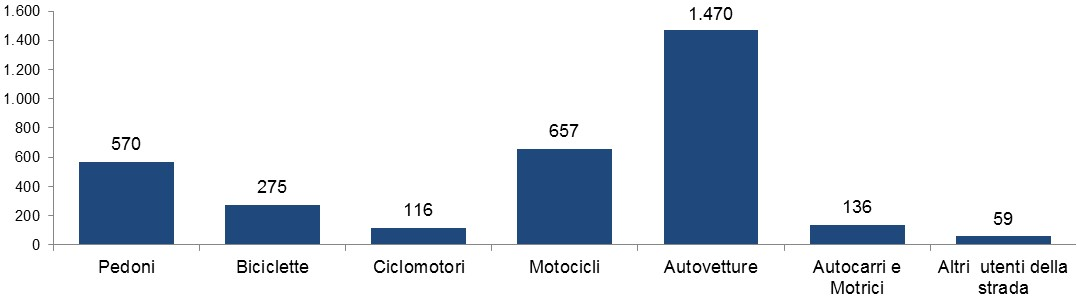 1.600
1.400
1.200
1.000
800
600
400
200
0
570
275
116
657
1.470
136
59
Pedoni
Biciclette
Ciclomotori
Motocicli
Autovetture
Autocarri e
Motrici
Altri  utenti della
strada